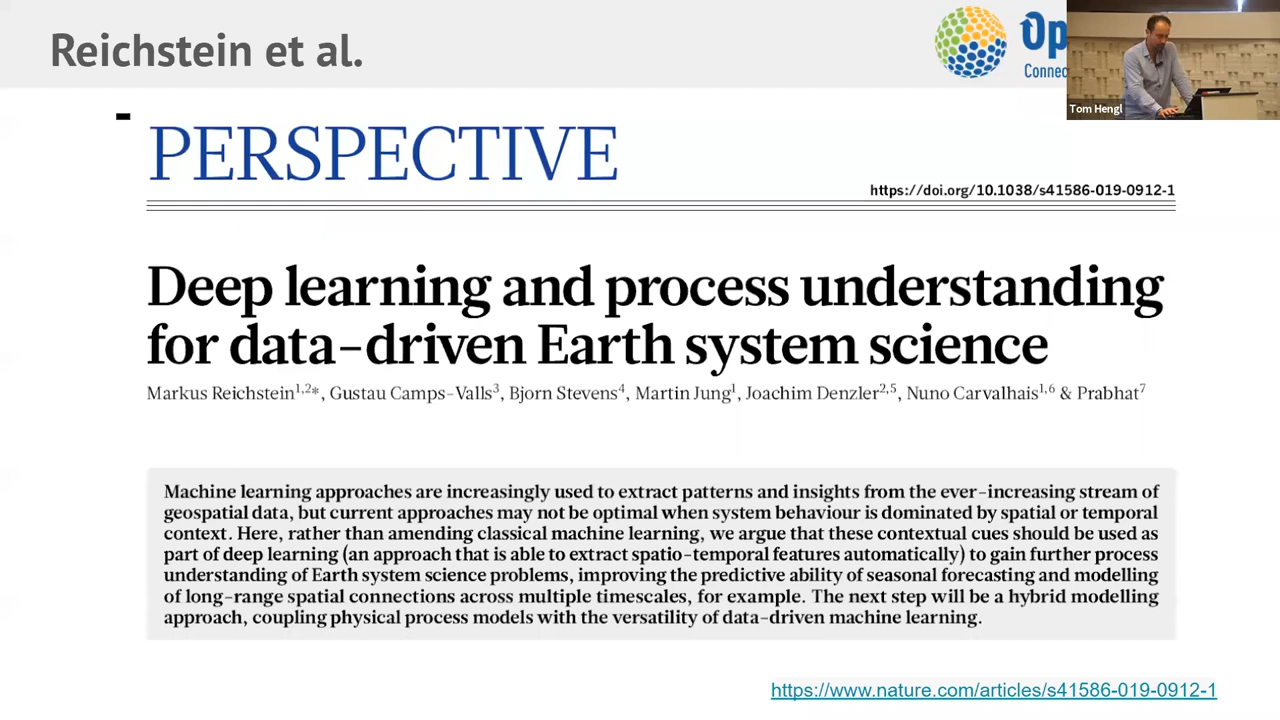 Reichstein et al.
Op
Connec
Tom Hengl
PERSPECTIVE
https://doi.org/10.1038/s41586-019-0912-1
Deep learning and process understanding
for data-driven Earth system science
Markus Reichstein1,2*, Gustau Camps-Valls3, Bjorn Stevens4, Martin Jung1, Joachim Denzler2,5, Nuno Carvalhais1,6 & Prabhat7
Machine learning approaches are increasingly used to extract patterns and insights from the ever-increasing stream of
geospatial data, but current approaches may not be optimal when system behaviour is dominated by spatial or temporal
context. Here, rather than amending classical machine learning, we argue that these contextual cues should be used as
part of deep learning (an approach that is able to extract spatio-temporal features automatically) to gain further process
understanding of Earth system science problems, improving the predictive ability of seasonal forecasting and modelling
of long-range spatial connections across multiple timescales, for example. The next step will be a hybrid modelling
approach, coupling physical process models with the versatility of data-driven machine learning.
https://www.nature.com/articles/s41586-019-0912-1